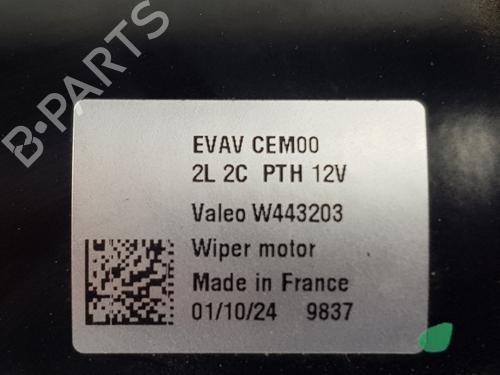 EVAV CEM00
2L 2C PTH 12V
Valeo W443203
Wiper motor
Made in France
01/10/24 9837
B-PARTS